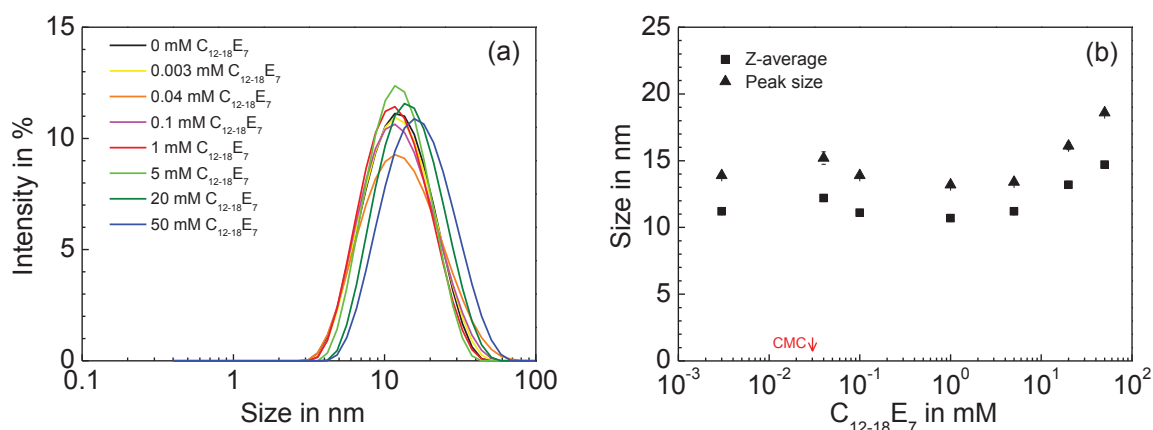 15
10
5
0
Intensity in %
(a)
0 mM C₁₂₋₁₈E₇
0.003 mM C₁₂₋₁₈E₇
0.04 mM C₁₂₋₁₈E₇
0.1 mM C₁₂₋₁₈E₇
1 mM C₁₂₋₁₈E₇
5 mM C₁₂₋₁₈E₇
20 mM C₁₂₋₁₈E₇
50 mM C₁₂₋₁₈E₇
0.1 1 10 100
Size in nm
25
20
15
10
5
0
Size in nm
(b)
Z-average
Peak size
CMC
10⁻³ 10⁻² 10⁻¹ 10⁰ 10¹ 10²
C₁₂₋₁₈E₇ in mM